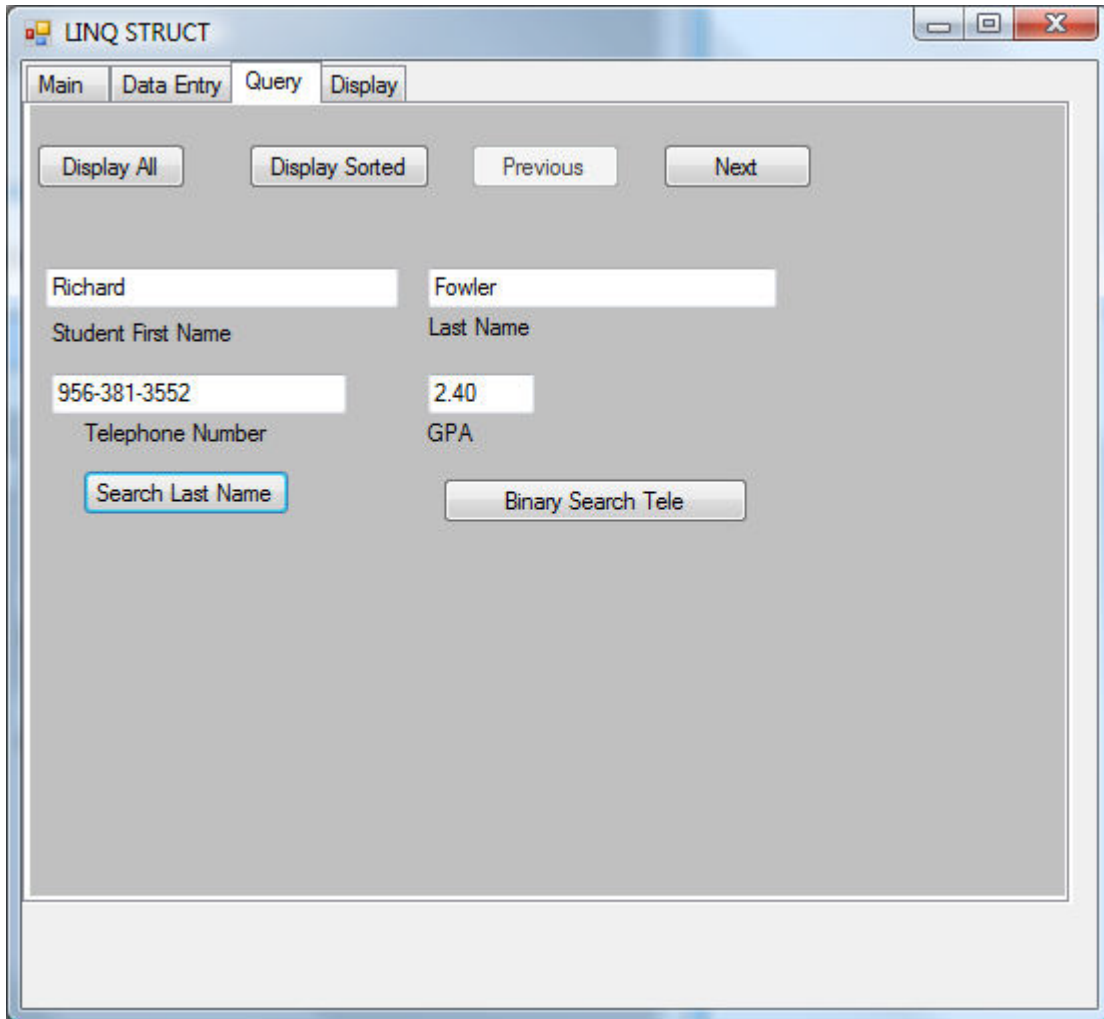 LINQ STRUCT
Main Data Entry Query Display
Display All Display Sorted Previous Next
Richard Fowler
Student First Name Last Name
956-381-3552 2.40
Telephone Number GPA
Search Last Name Binary Search Tele